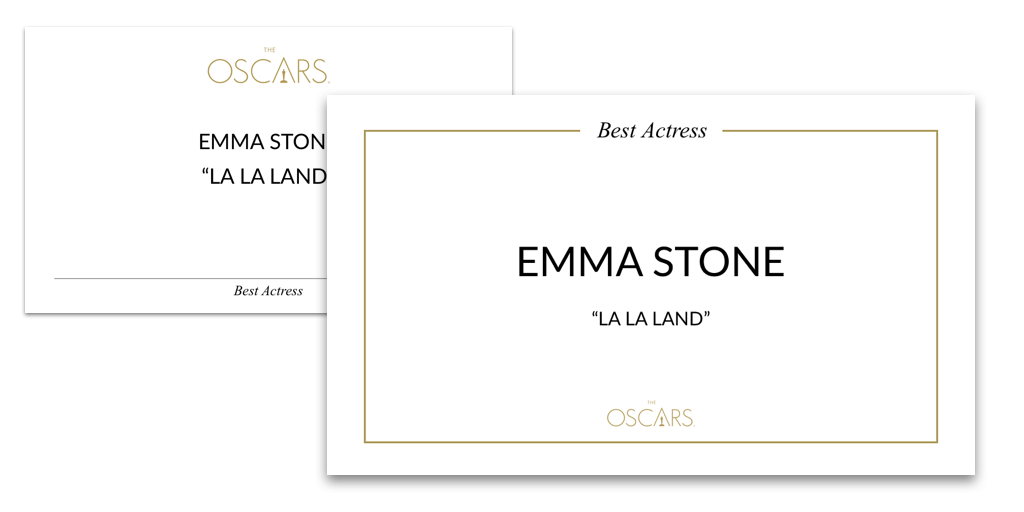 THE
OSCARS.
EMMA STON
“LA LA LAND
Best Actress
Best Actress
EMMA STONE
“LA LA LAND”
THE
OSCARS.